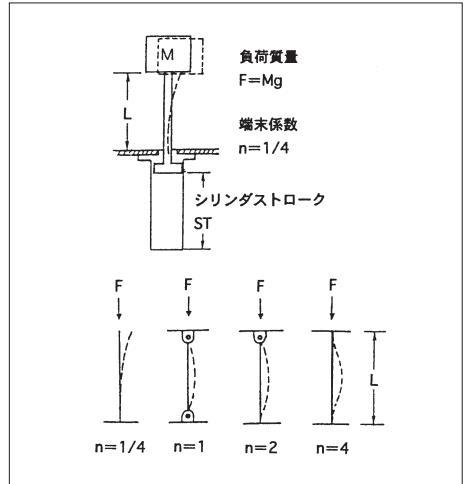 M
負荷質量
F=Mg
L
端末係数
n=1/4
シリンダストローク
ST
F F F F
L
n=1/4 n=1 n=2 n=4